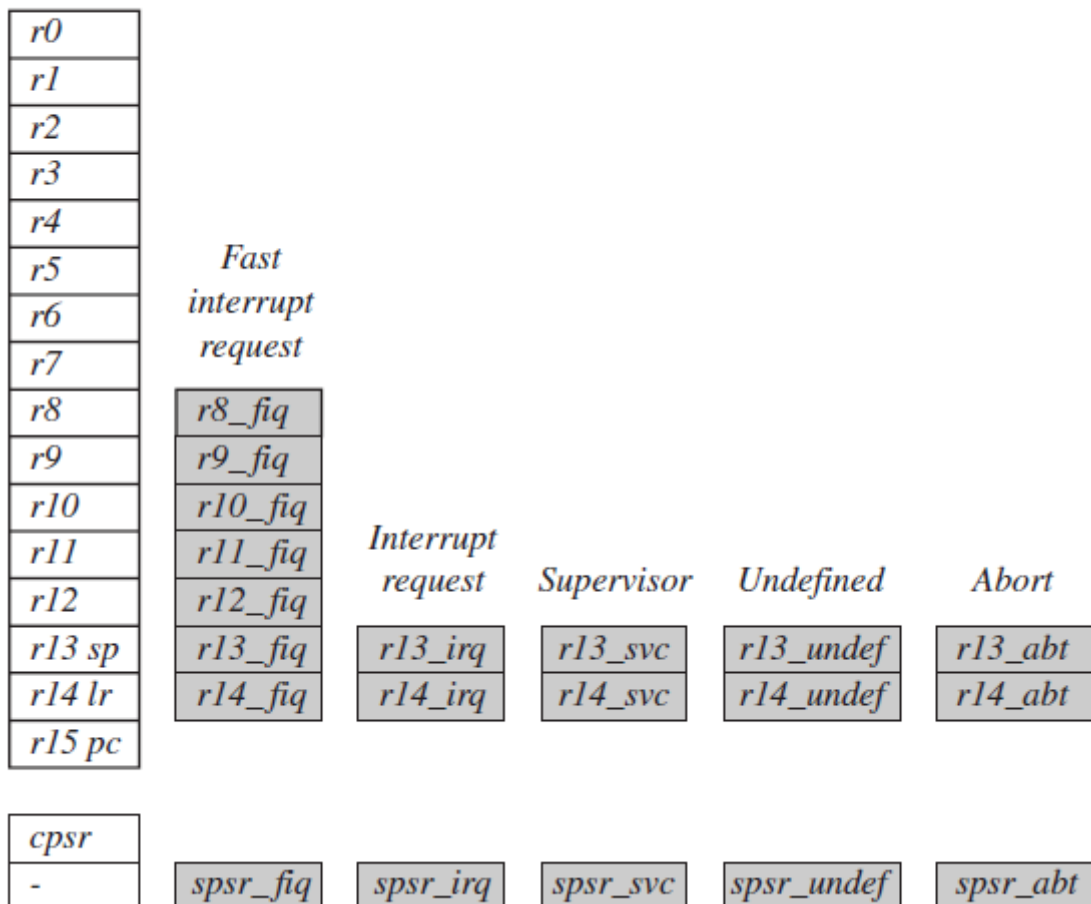 r0
r1
r2
r3
r4
r5
r6
r7
r8
r9
r10
r11
r12
r13 sp
r14 lr
r15 pc
cpsr
-
Fast
interrupt
request
r8_fiq
r9_fiq
r10_fiq
r11_fiq
r12_fiq
r13_fiq
r14_fiq
spsr_fiq
Interrupt
request
r13_irq
r14_irq
spsr_irq
Supervisor
r13_svc
r14_svc
spsr_svc
Undefined
r13_undef
r14_undef
spsr_undef
Abort
r13_abt
r14_abt
spsr_abt